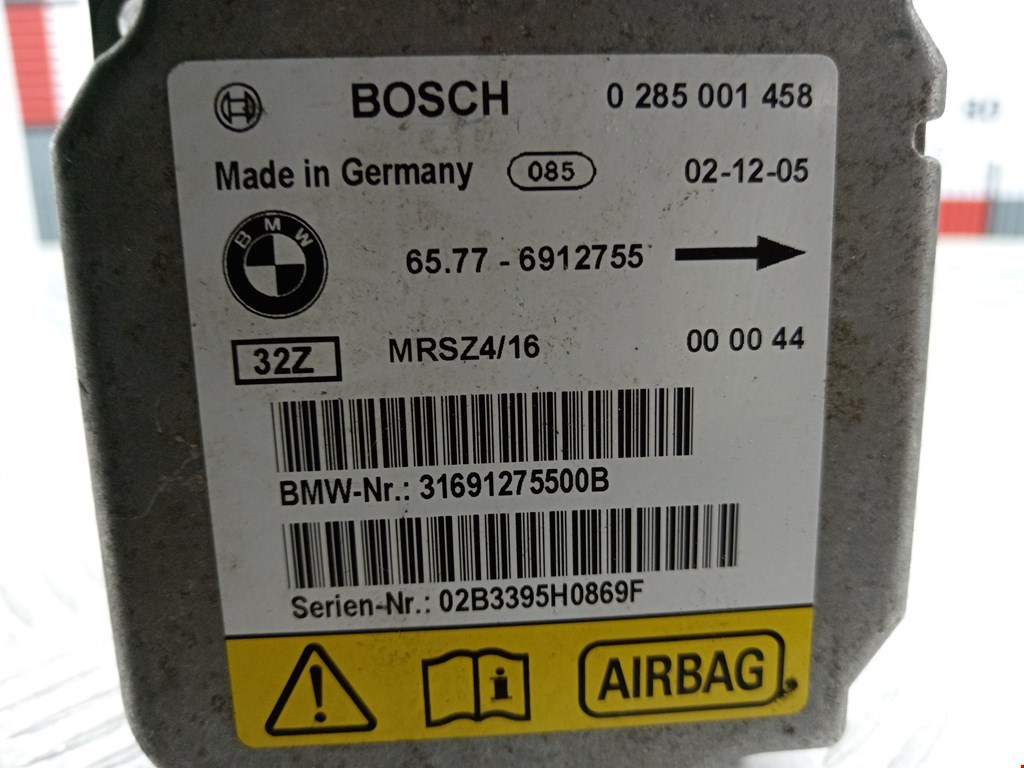 BOSCH 0 285 001 458
Made in Germany 085 02-12-05
BMW
65.77 - 6912755
32Z MRSZ4/16 00 00 44
BMW-Nr.: 31691275500B
Serien-Nr.: 02B3395H0869F
i AIRBAG